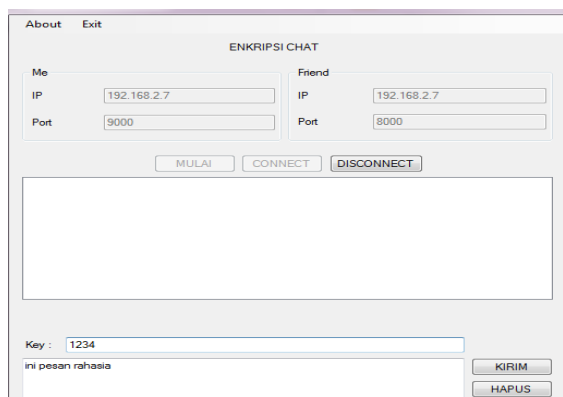 About Exit
ENKRIPSI CHAT
Me Friend
IP 192.168.2.7 IP 192.168.2.7
Port 9000 Port 8000
MULAI CONNECT DISCONNECT
Key : 1234
ini pesan rahasia
KIRIM
HAPUS